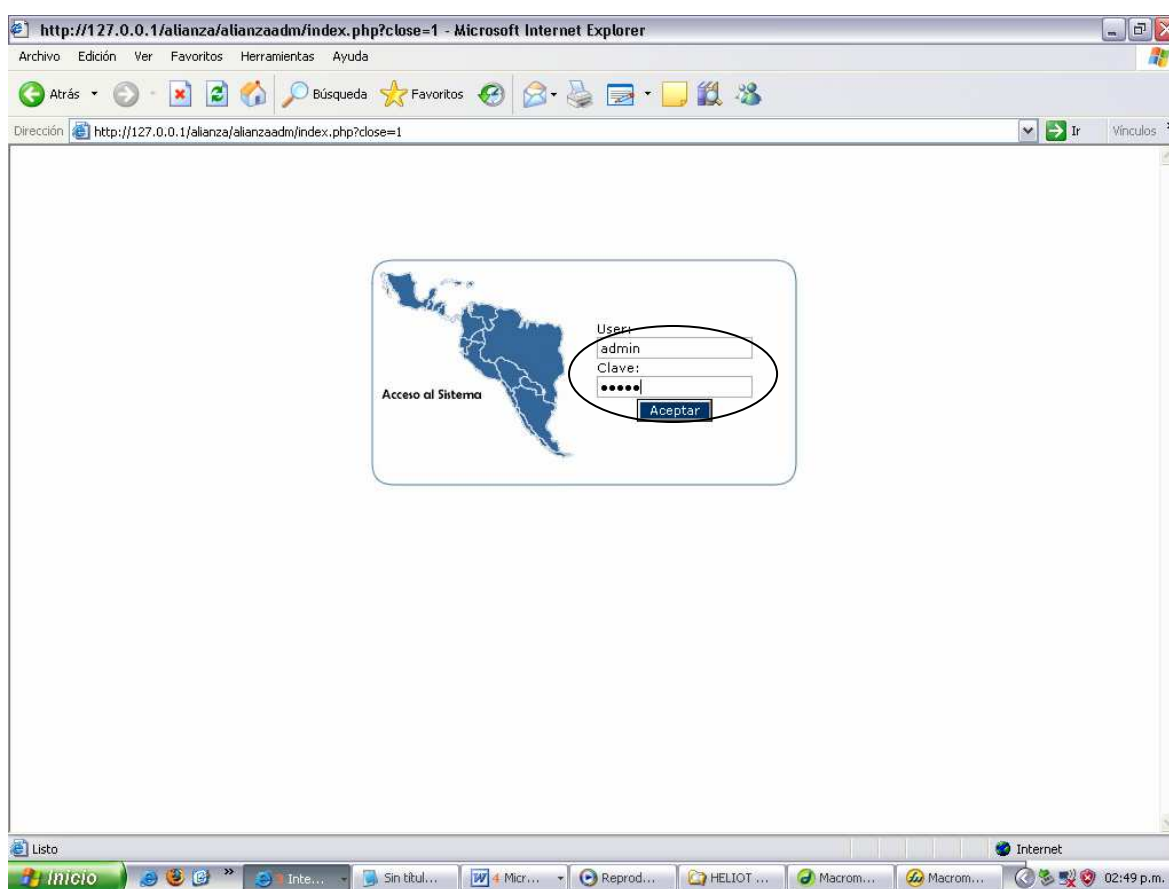 http://127.0.0.1/alianza/alianzaadm/index.php?close=1 - Microsoft Internet Explorer
Archivo Edición Ver Favoritos Herramientas Ayuda
Atrás Búsqueda Favoritos
Dirección http://127.0.0.1/alianza/alianzaadm/index.php?close=1 Ir Vínculos »
User:
admin
Clave:
●●●●●
Acceso al Sistema
Aceptar
Listo Internet
Inicio » Inte... Sin títul... 4 Micr... Reprod... HELIOT ... Macrom... Macrom... 02:49 p.m.